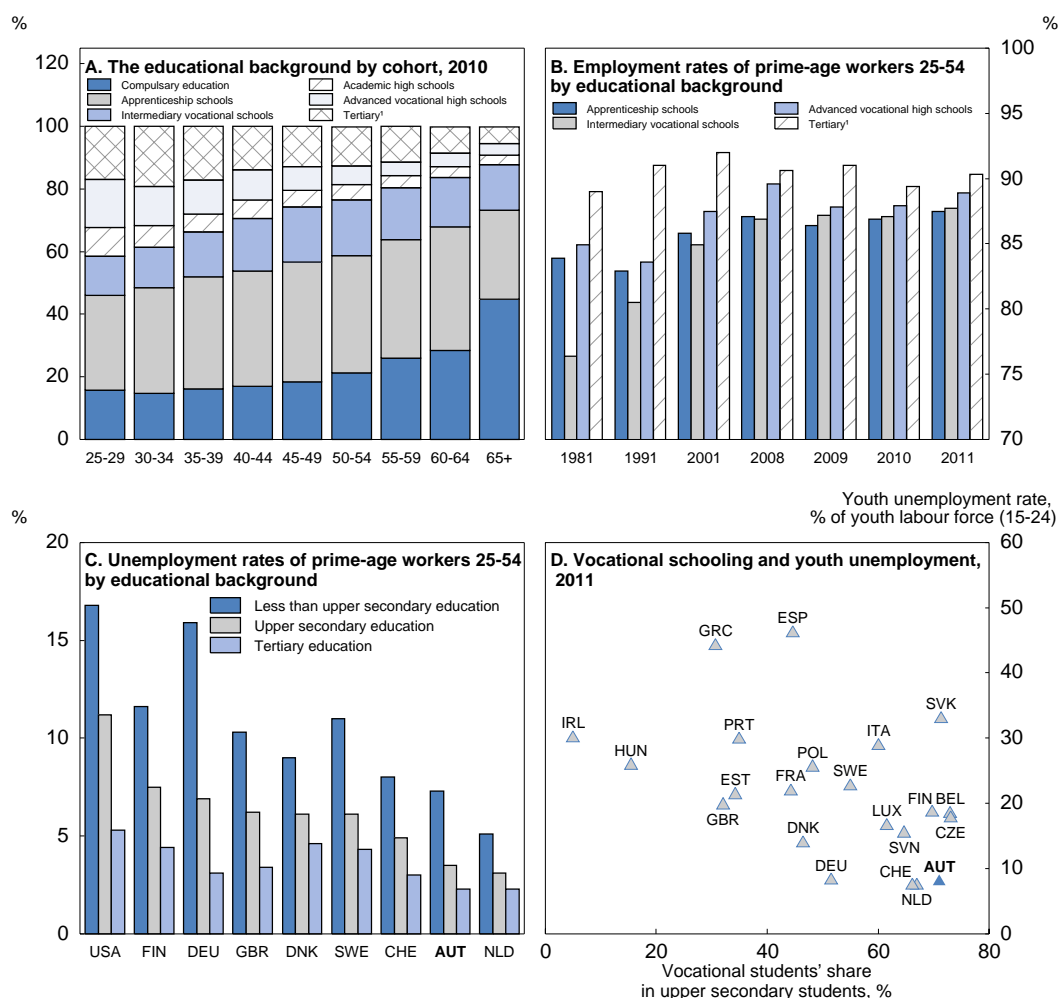 %
A. The educational background by cohort, 2010
Compulsary education
Apprenticeship schools
Intermediary vocational schools
Academic high schools
Advanced vocational high schools
Tertiary¹
120
100
80
60
40
20
0
25-29 30-34 35-39 40-44 45-49 50-54 55-59 60-64 65+
%
B. Employment rates of prime-age workers 25-54
by educational background
Apprenticeship schools
Intermediary vocational schools
Advanced vocational high schools
Tertiary¹
100
95
90
85
80
75
70
1981 1991 2001 2008 2009 2010 2011
%
C. Unemployment rates of prime-age workers 25-54
by educational background
Less than upper secondary education
Upper secondary education
Tertiary education
20
15
10
5
0
USA FIN DEU GBR DNK SWE CHE AUT NLD
Youth unemployment rate,
% of youth labour force (15-24)
D. Vocational schooling and youth unemployment,
2011
60
50
40
30
20
10
0
ESP
GRC
SVK
IRL
PRT
ITA
HUN
POL
EST
FRA
SWE
FIN BEL
GBR
LUX
CZE
DNK
SVN
DEU
CHE
AUT
NLD
0 20 40 60 80
Vocational students' share
in upper secondary students, %